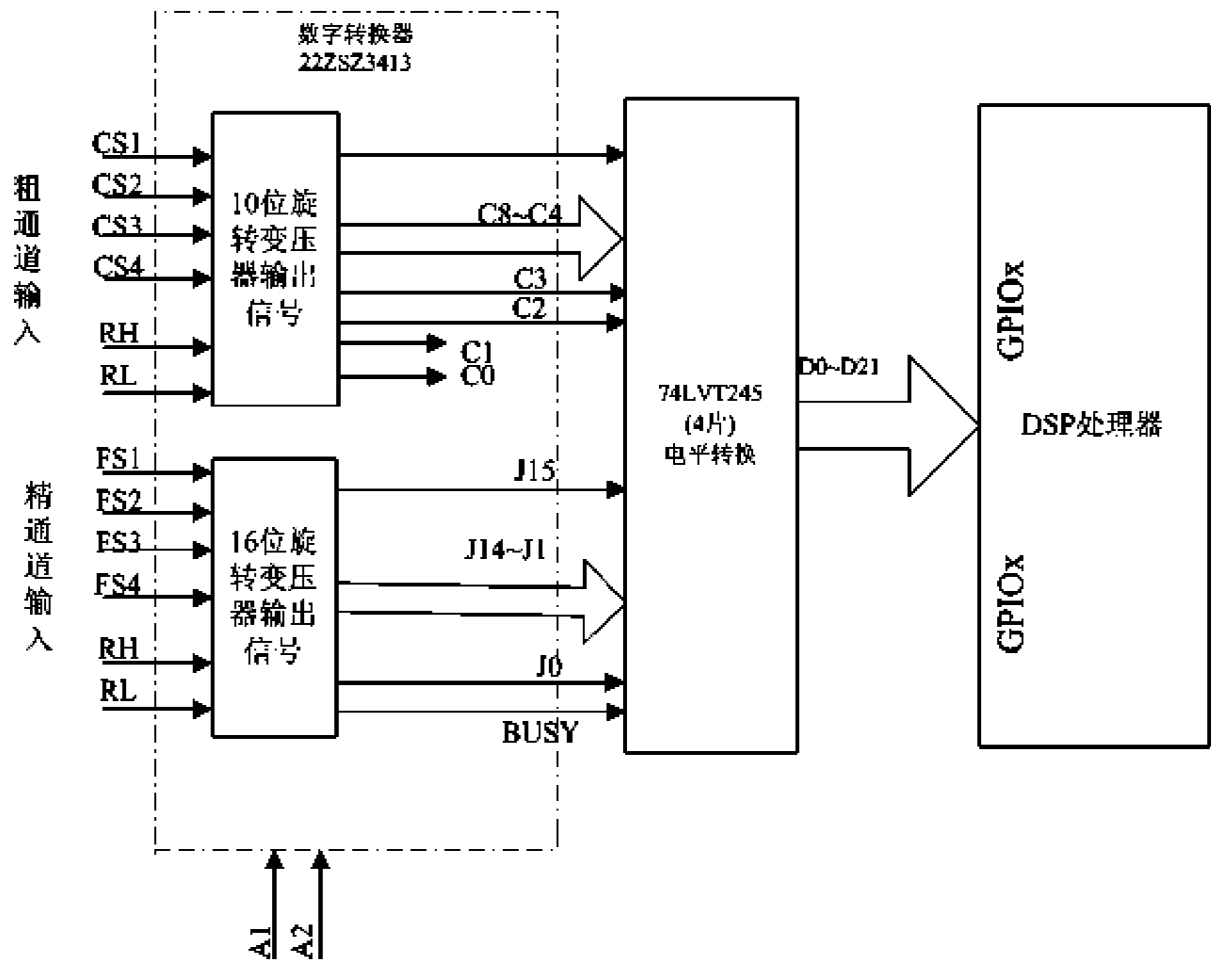 数字转换器
22ZSZ3413
粗通道输入
CS1
CS2
CS3
CS4
RH
RL
10位旋
转变压
器输出
信号
C8~C4
C3
C2
C1
C0
精通道输入
FS1
FS2
FS3
FS4
RH
RL
16位旋
转变压
器输出
信号
J15
J14~J1
J0
BUSY
74LVT245
(4片)
电平转换
D0~D21
GPIOx
DSP处理器
GPIOx
A1
A2